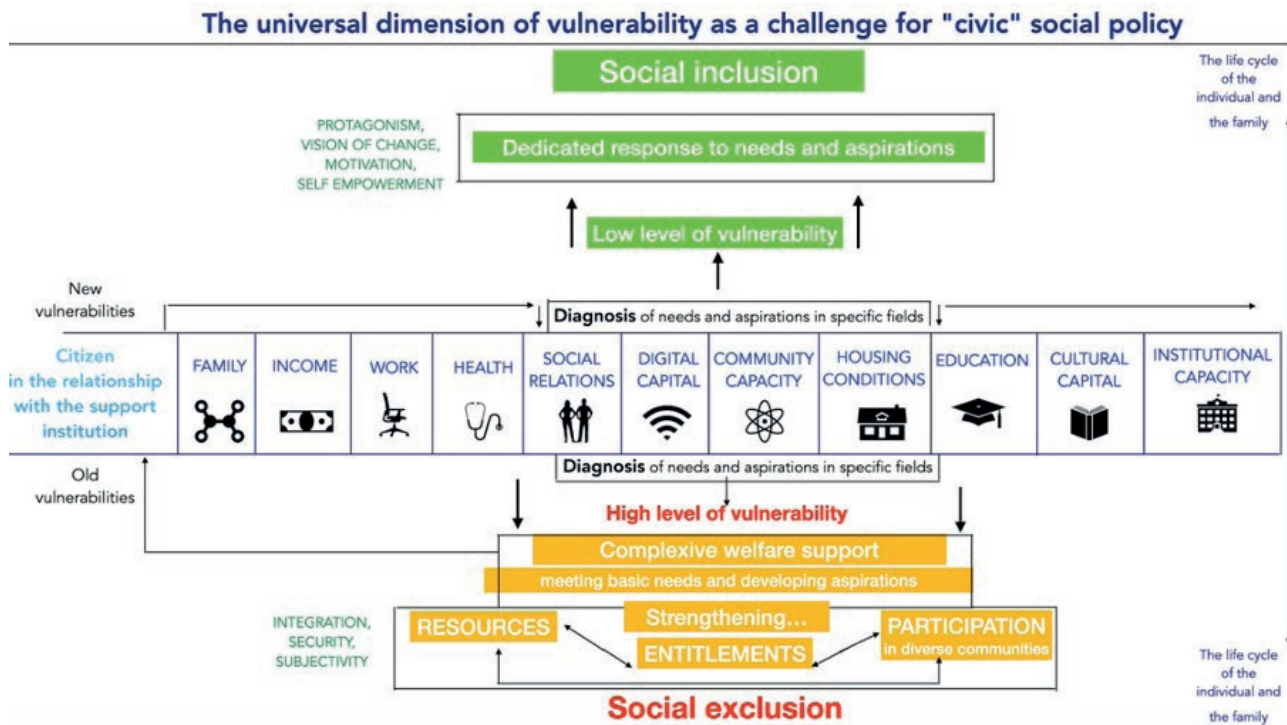 The universal dimension of vulnerability as a challenge for "civic" social policy
Social inclusion
The life cycle
of the
individual and
the family
PROTAGONISM,
VISION OF CHANGE,
MOTIVATION,
SELF EMPOWERMENT
Dedicated response to needs and aspirations
Low level of vulnerability
New
vulnerabilities
Diagnosis of needs and aspirations in specific fields
Citizen
in the relationship
with the support
institution
FAMILY
INCOME
WORK
HEALTH
SOCIAL
RELATIONS
DIGITAL
CAPITAL
COMMUNITY
CAPACITY
HOUSING
CONDITIONS
EDUCATION
CULTURAL
CAPITAL
INSTITUTIONAL
CAPACITY
Old
vulnerabilities
Diagnosis of needs and aspirations in specific fields
High level of vulnerability
Complexive welfare support
meeting basic needs and developing aspirations
INTEGRATION,
SECURITY,
SUBJECTIVITY
RESOURCES
Strengthening...
ENTITLEMENTS
PARTICIPATION
in diverse communities
Social exclusion
The life cycle
of the
individual and
the family